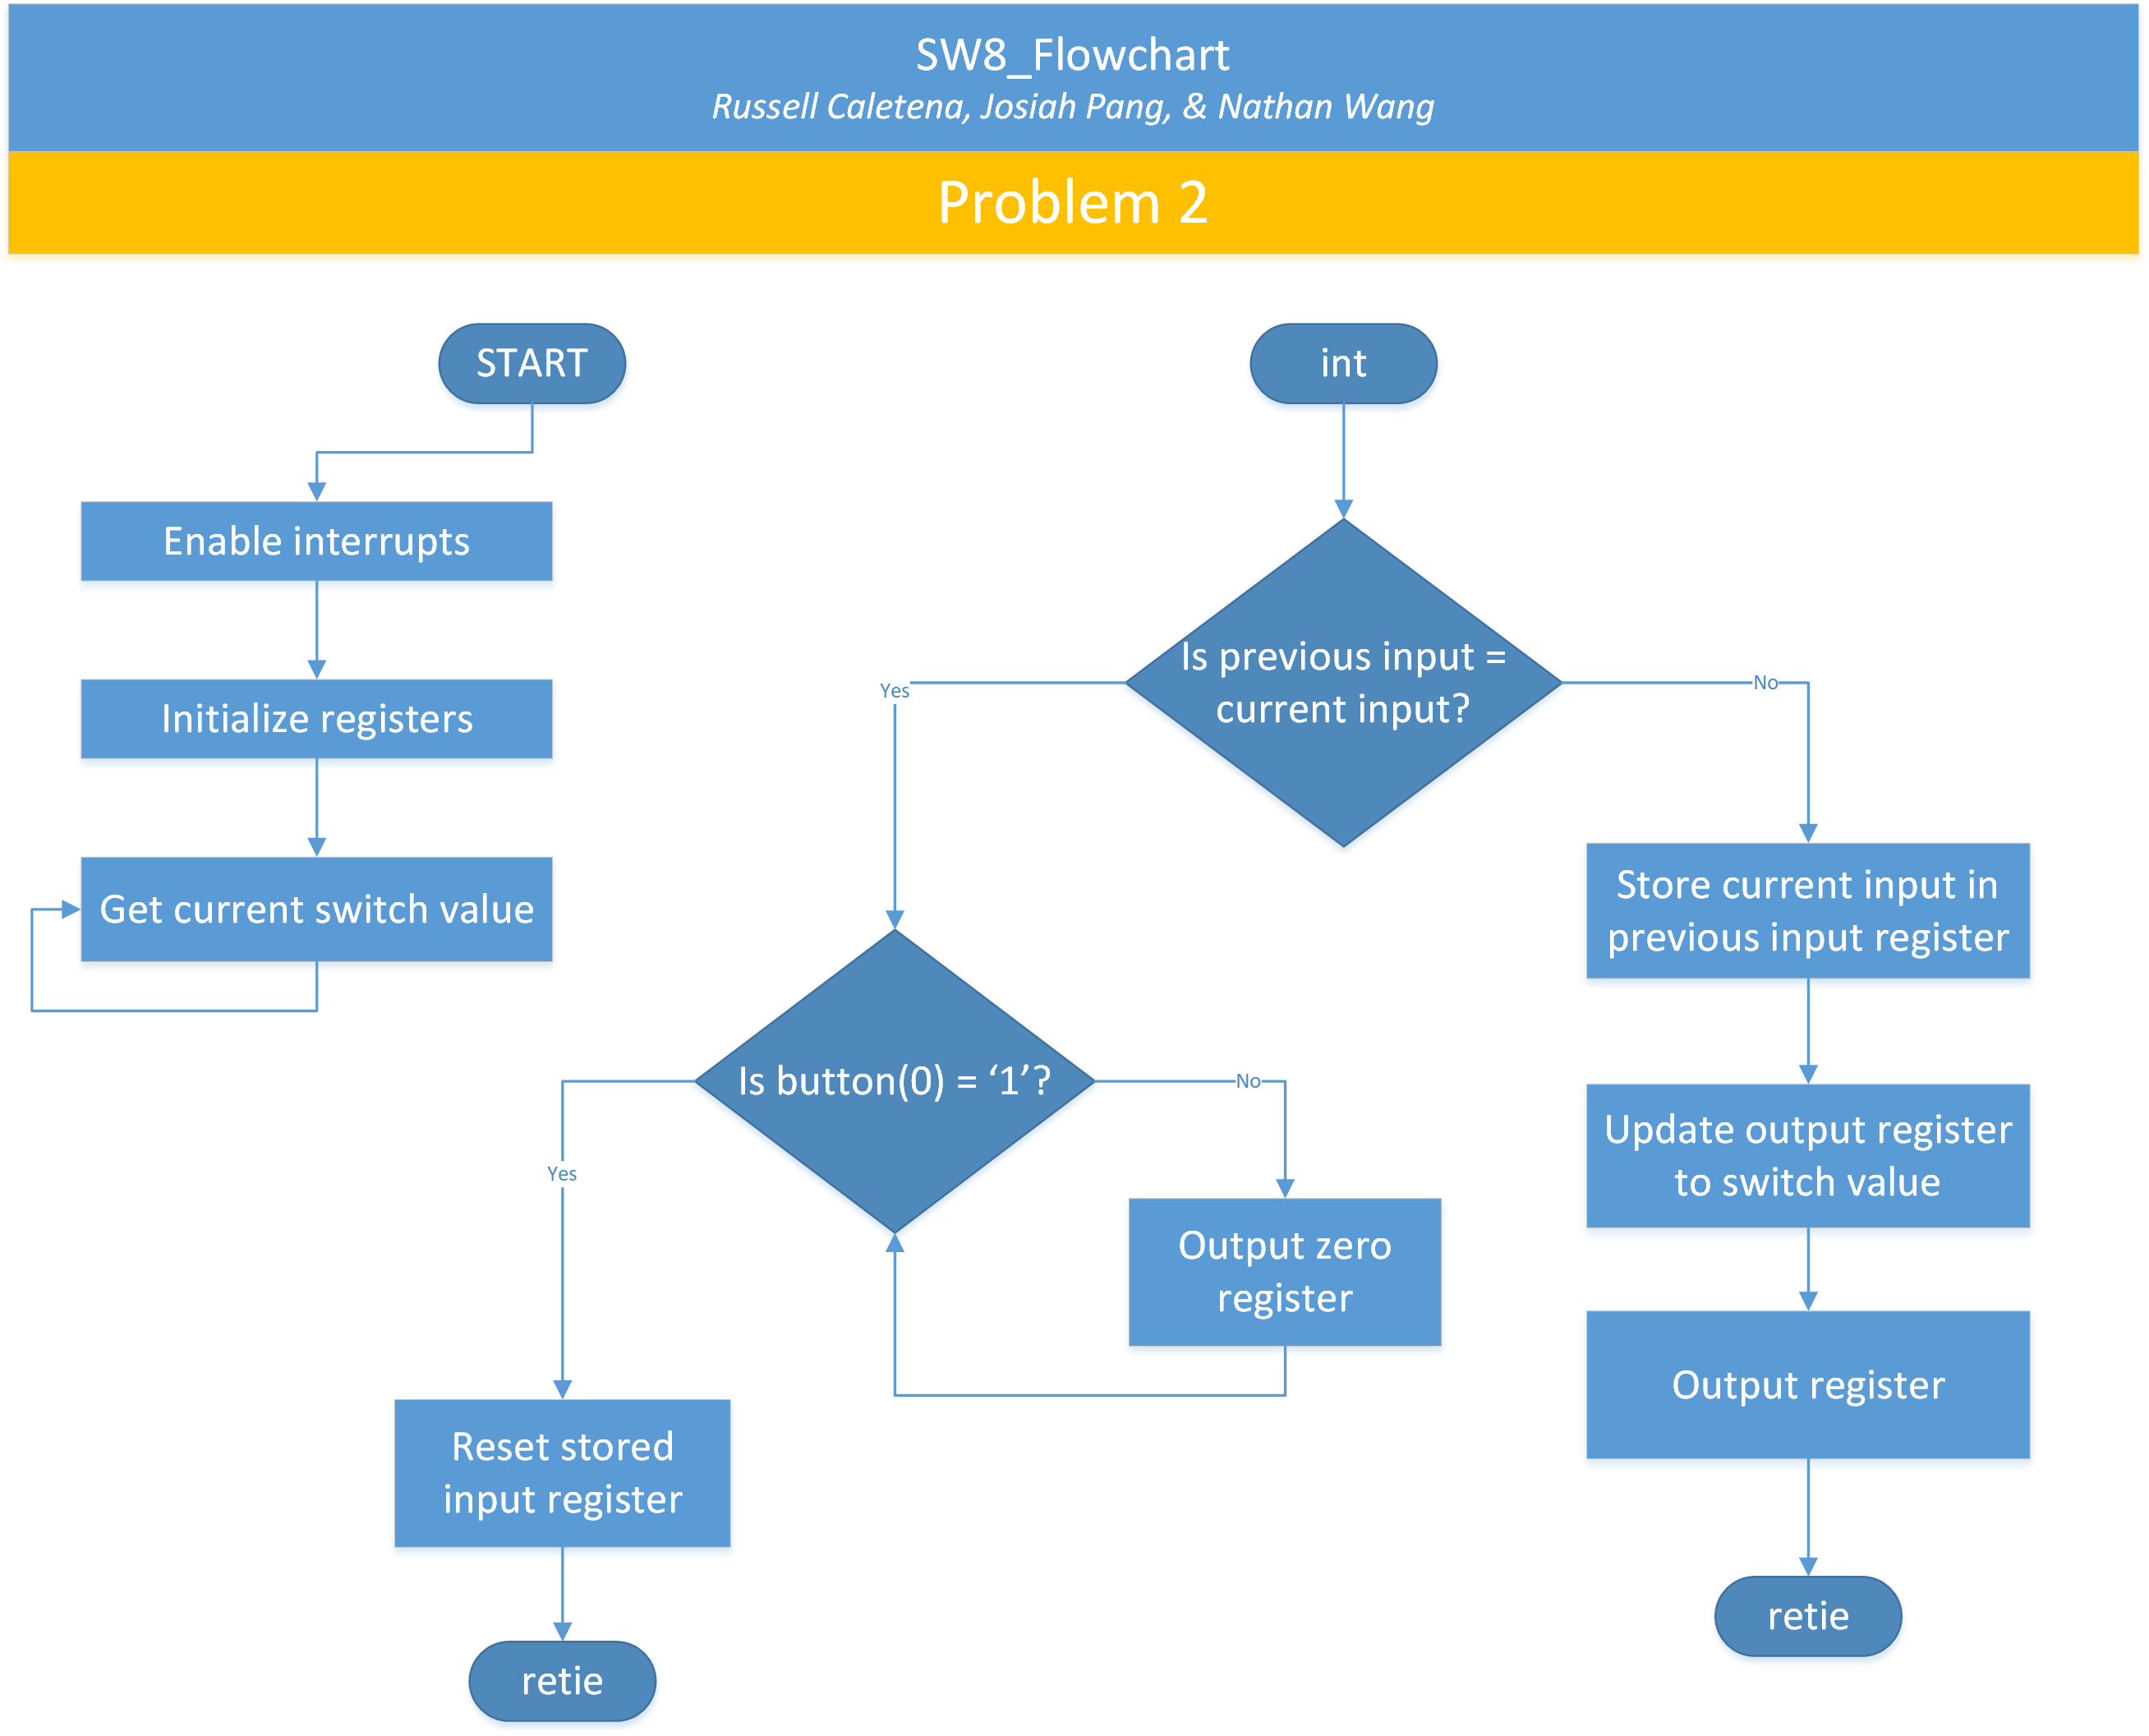 SW8_Flowchart
Russell Caletena, Josiah Pang, & Nathan Wang
Problem 2
START
Enable interrupts
Initialize registers
Get current switch value
int
Is previous input =
current input?
Yes
No
Is button(0) = ‘1’?
Yes
No
Output zero
register
Reset stored
input register
retie
Store current input in
previous input register
Update output register
to switch value
Output register
retie